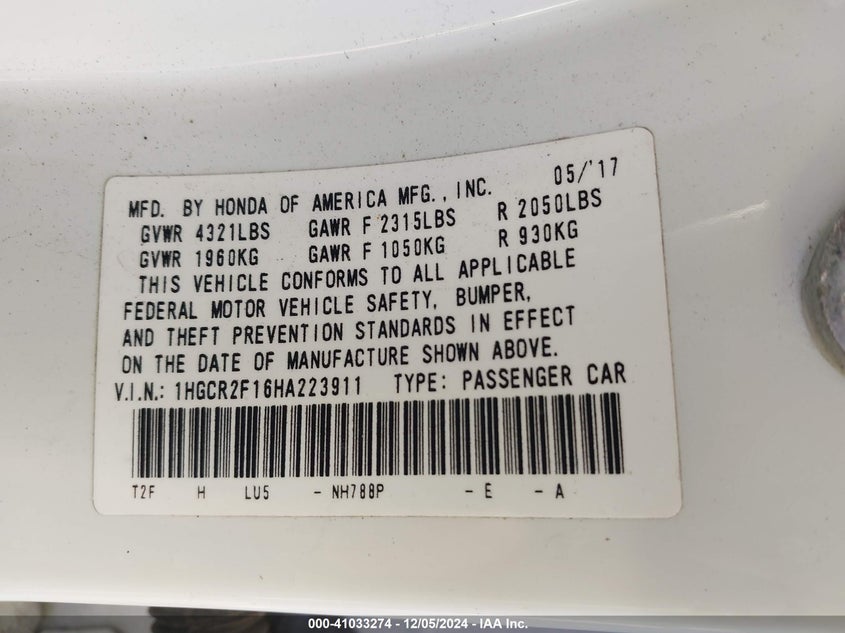 MFD. BY HONDA OF AMERICA MFG., INC. 05/'17
GVWR 4321LBS GAWR F 2315LBS R 2050LBS
GVWR 1960KG GAWR F 1050KG R 930KG
THIS VEHICLE CONFORMS TO ALL APPLICABLE
FEDERAL MOTOR VEHICLE SAFETY, BUMPER,
AND THEFT PREVENTION STANDARDS IN EFFECT
ON THE DATE OF MANUFACTURE SHOWN ABOVE.
V.I.N.: 1HGCR2F16HA223911 TYPE: PASSENGER CAR
T2F H LU5 - NH788P - E - A
000-41033274 - 12/05/2024 - IAA Inc.